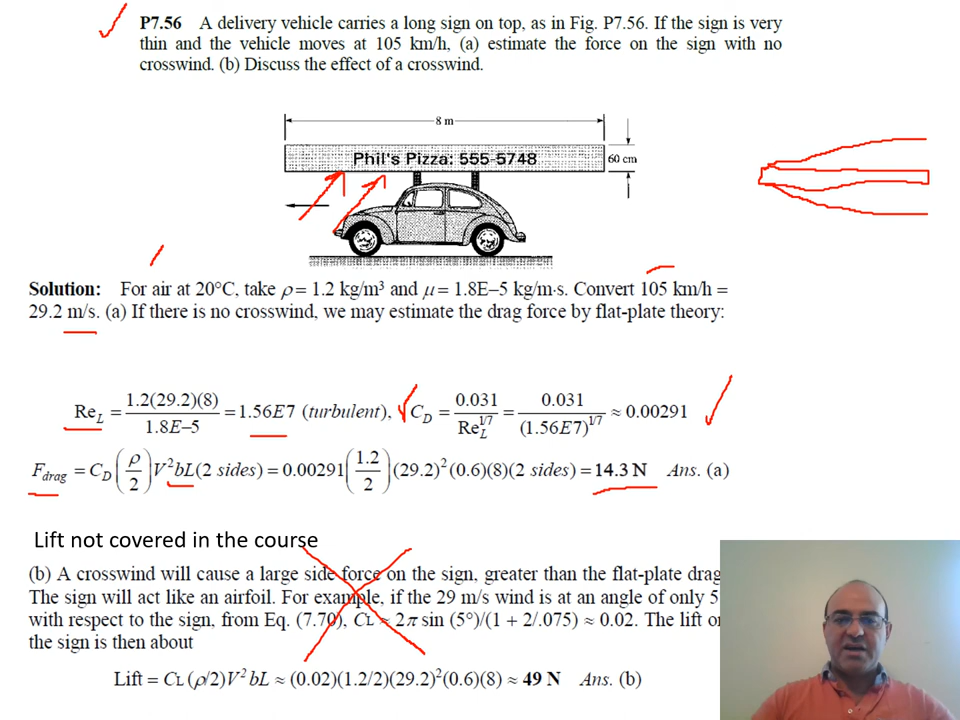 P7.56 A delivery vehicle carries a long sign on top, as in Fig. P7.56. If the sign is very
thin and the vehicle moves at 105 km/h, (a) estimate the force on the sign with no
crosswind. (b) Discuss the effect of a crosswind.
8 m
Phil's Pizza: 555-5748
60 cm
Solution: For air at 20°C, take ρ = 1.2 kg/m³ and μ = 1.8E−5 kg/m·s. Convert 105 km/h =
29.2 m/s. (a) If there is no crosswind, we may estimate the drag force by flat-plate theory:
Re_L = 1.2(29.2)(8)/1.8E−5 = 1.56E7 (turbulent), C_D = 0.031/Re_L^1/7 = 0.031/(1.56E7)^1/7 ≈ 0.00291
F_drag = C_D (ρ/2) V² bL(2 sides) = 0.00291(1.2/2)(29.2)²(0.6)(8)(2 sides) = 14.3 N Ans. (a)
Lift not covered in the course
(b) A crosswind will cause a large side force on the sign, greater than the flat-plate drag
The sign will act like an airfoil. For example, if the 29 m/s wind is at an angle of only 5
with respect to the sign, from Eq. (7.70), CL ≈ 2π sin (5°)/(1 + 2/.075) ≈ 0.02. The lift
the sign is then about
Lift = CL (ρ/2)V² bL ≈ (0.02)(1.2/2)(29.2)²(0.6)(8) ≈ 49 N Ans. (b)